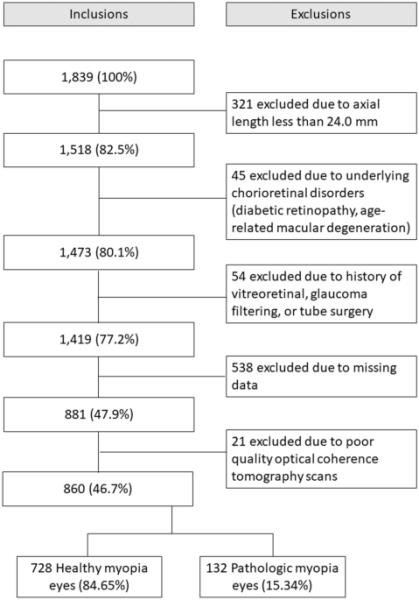 Inclusions
Exclusions
1,839 (100%)
321 excluded due to axial
length less than 24.0 mm
1,518 (82.5%)
45 excluded due to underlying
chorioretinal disorders
(diabetic retinopathy, age-
related macular degeneration)
1,473 (80.1%)
54 excluded due to history of
vitreoretinal, glaucoma
filtering, or tube surgery
1,419 (77.2%)
538 excluded due to missing
data
881 (47.9%)
21 excluded due to poor
quality optical coherence
tomography scans
860 (46.7%)
728 Healthy myopia
eyes (84.65%)
132 Pathologic myopia
eyes (15.34%)